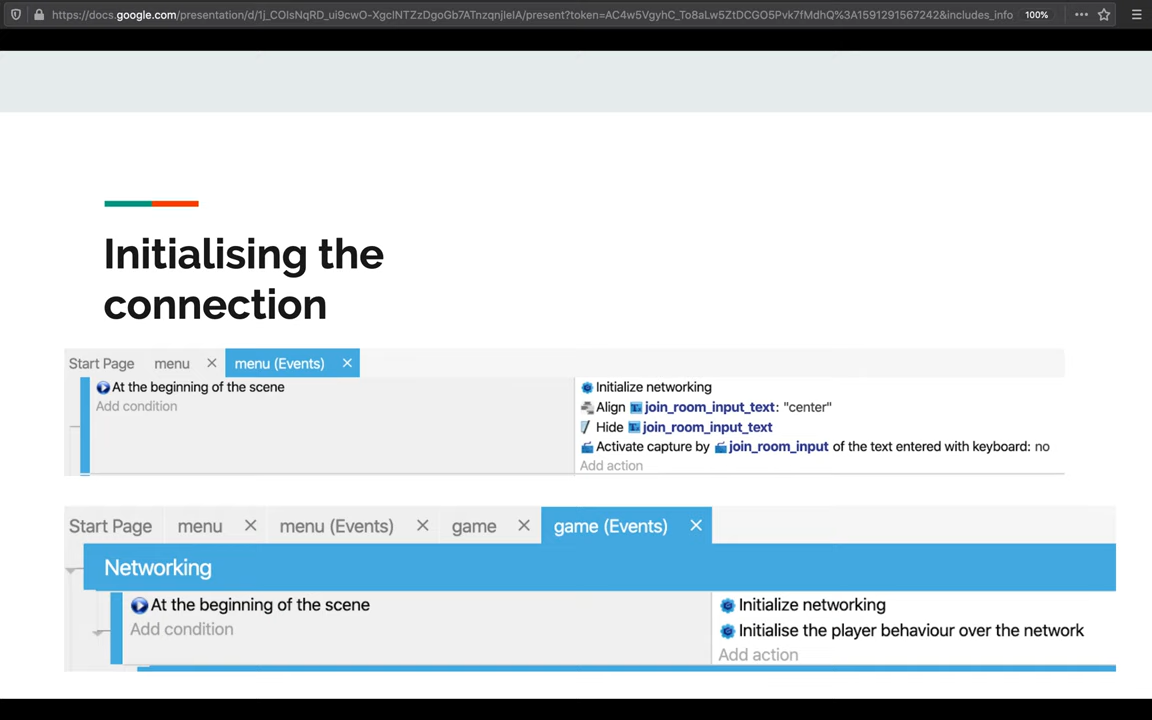 https://docs.google.com/presentation/d/1j_COIsNqRD_ui9cwO-XgcINTZzDgoGb7ATnzqnjleIA/present?token=AC4w5VgyhC_To8aLw5ZtDCGO5Pvk7fMdhQ%3A1591291567242&includes_info 100%
Initialising the
connection
Start Page menu menu (Events)
At the beginning of the scene
Add condition
Initialize networking
Align join_room_input_text: "center"
Hide join_room_input_text
Activate capture by join_room_input of the text entered with keyboard: no
Add action
Start Page menu menu (Events) game game (Events)
Networking
At the beginning of the scene
Add condition
Initialize networking
Initialise the player behaviour over the network
Add action